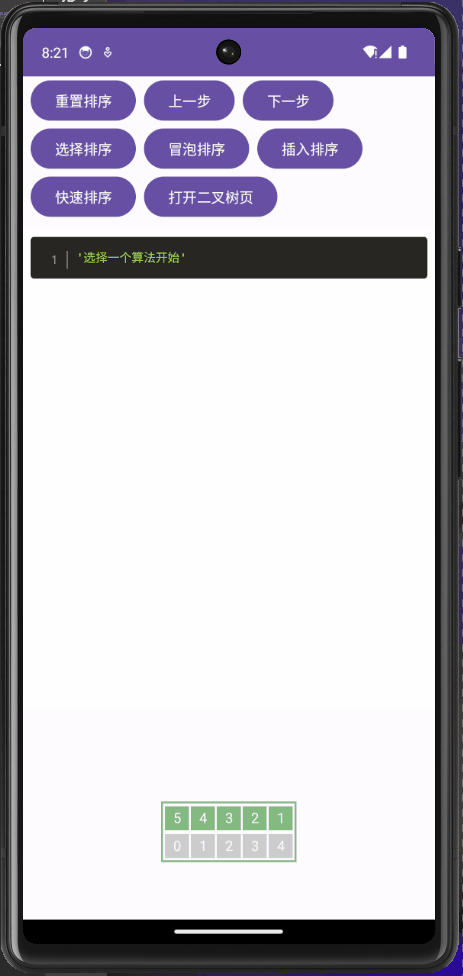 8:21
重置排序 上一步 下一步
选择排序 冒泡排序 插入排序
快速排序 打开二叉树页
1 '选择一个算法开始'
5 4 3 2 1
0 1 2 3 4